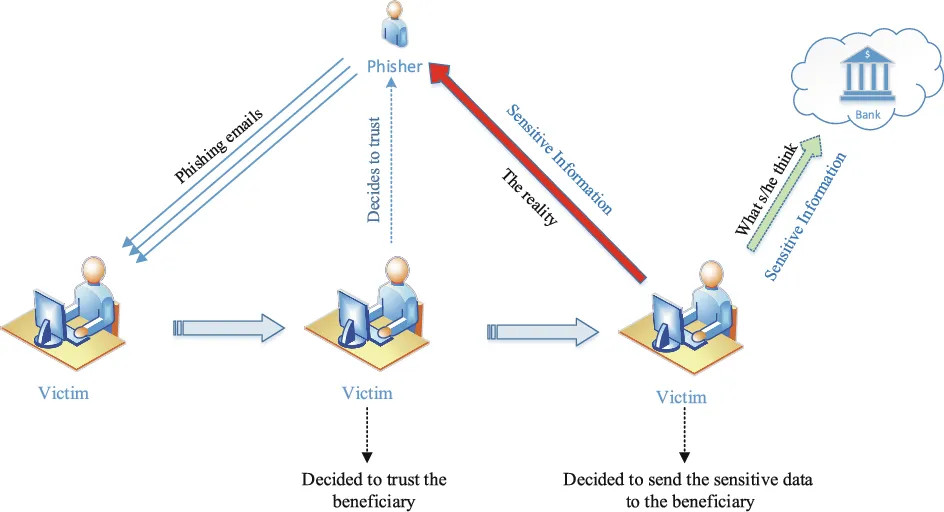 Phisher
$
Bank
Phishing emails
Decides to trust
Sensitive Information
The reality
What s/he think
Sensitive Information
Victim
Victim
Victim
Decided to trust the
beneficiary
Decided to send the sensitive data
to the beneficiary